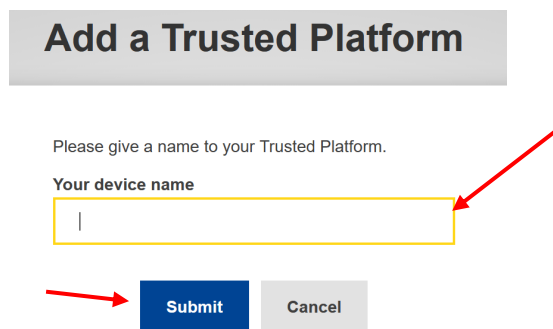 Add a Trusted Platform
Please give a name to your Trusted Platform.
Your device name
Submit Cancel